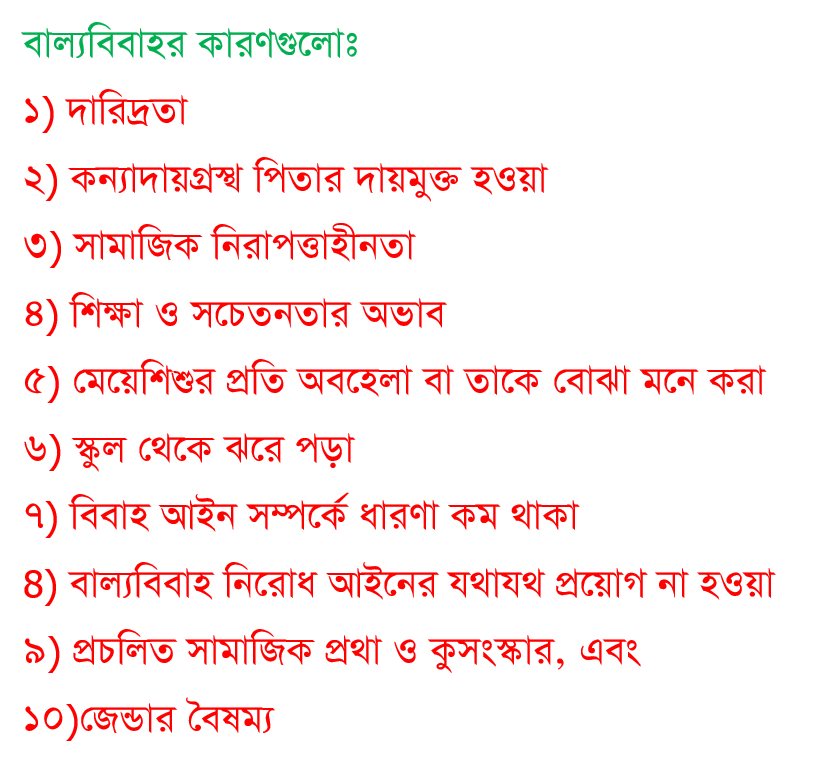 বাল্যবিবাহর কারণগুলোঃ
১) দারিদ্রতা
২) কন্যাদায়গ্রস্থ পিতার দায়মুক্ত হওয়া
৩) সামাজিক নিরাপত্তাহীনতা
৪) শিক্ষা ও সচেতনতার অভাব
৫) মেয়েশিশুর প্রতি অবহেলা বা তাকে বোঝা মনে করা
৬) স্কুল থেকে ঝরে পড়া
৭) বিবাহ আইন সম্পর্কে ধারণা কম থাকা
8) বাল্যবিবাহ নিরোধ আইনের যথাযথ প্রয়োগ না হওয়া
৯) প্রচলিত সামাজিক প্রথা ও কুসংস্কার, এবং
১০)জেন্ডার বৈষম্য